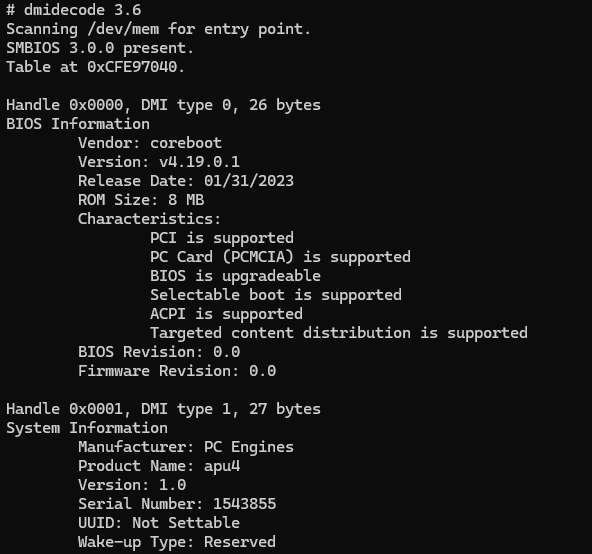 # dmidecode 3.6
Scanning /dev/mem for entry point.
SMBIOS 3.0.0 present.
Table at 0xCFE97040.

Handle 0x0000, DMI type 0, 26 bytes
BIOS Information
        Vendor: coreboot
        Version: v4.19.0.1
        Release Date: 01/31/2023
        ROM Size: 8 MB
        Characteristics:
                PCI is supported
                PC Card (PCMCIA) is supported
                BIOS is upgradeable
                Selectable boot is supported
                ACPI is supported
                Targeted content distribution is supported
        BIOS Revision: 0.0
        Firmware Revision: 0.0

Handle 0x0001, DMI type 1, 27 bytes
System Information
        Manufacturer: PC Engines
        Product Name: apu4
        Version: 1.0
        Serial Number: 1543855
        UUID: Not Settable
        Wake-up Type: Reserved